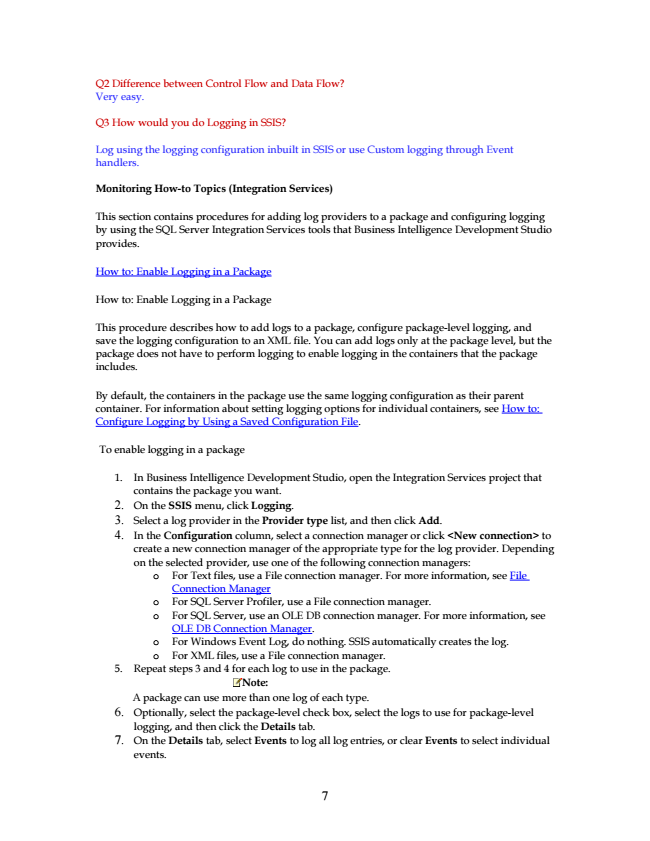 Q2 Difference between Control Flow and Data Flow?
Very easy.
Q3 How would you do Logging in SSIS?
Log using the logging configuration inbuilt in SSIS or use Custom logging through Event
handlers.
Monitoring How-to Topics (Integration Services)
This section contains procedures for adding log providers to a package and configuring logging
by using the SQL Server Integration Services tools that Business Intelligence Development Studio
provides.
How to: Enable Logging in a Package
How to: Enable Logging in a Package
This procedure describes how to add logs to a package, configure package-level logging, and
save the logging configuration to an XML file. You can add logs only at the package level, but the
package does not have to perform logging to enable logging in the containers that the package
includes.
By default, the containers in the package use the same logging configuration as their parent
container. For information about setting logging options for individual containers, see How to:
Configure Logging by Using a Saved Configuration File.
To enable logging in a package
1. In Business Intelligence Development Studio, open the Integration Services project that
contains the package you want.
2. On the SSIS menu, click Logging.
3. Select a log provider in the Provider type list, and then click Add.
4. In the Configuration column, select a connection manager or click <New connection> to
create a new connection manager of the appropriate type for the log provider. Depending
on the selected provider, use one of the following connection managers:
o For Text files, use a File connection manager. For more information, see File
Connection Manager
o For SQL Server Profiler, use a File connection manager.
o For SQL Server, use an OLE DB connection manager. For more information, see
OLE DB Connection Manager.
o For Windows Event Log, do nothing. SSIS automatically creates the log.
o For XML files, use a File connection manager.
5. Repeat steps 3 and 4 for each log to use in the package.
Note:
A package can use more than one log of each type.
6. Optionally, select the package-level check box, select the logs to use for package-level
logging, and then click the Details tab.
7. On the Details tab, select Events to log all log entries, or clear Events to select individual
events.
7